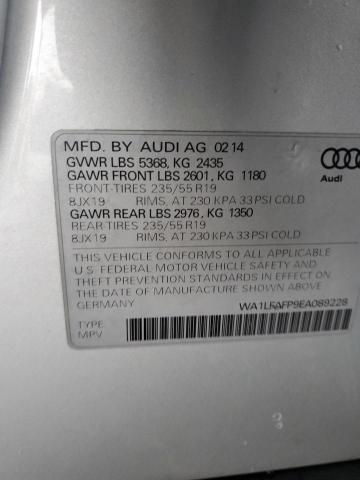 MFD. BY AUDI AG 02 14
GVWR LBS 5368, KG 2435
GAWR FRONT LBS 2601, KG 1180
FRONT-TIRES 235/55 R19
8JX19 RIMS, AT 230 KPA 33 PSI COLD
GAWR REAR LBS 2976, KG 1350
REAR-TIRES 235/55 R19
8JX19 RIMS, AT 230 KPA 33 PSI COLD
Audi
THIS VEHICLE CONFORMS TO ALL APPLICABLE
U.S. FEDERAL MOTOR VEHICLE SAFETY AND
THEFT PREVENTION STANDARDS IN EFFECT ON
THE DATE OF MANUFACTURE SHOWN ABOVE.
GERMANY
WA1LFAFP9EA089228
TYPE
MPV